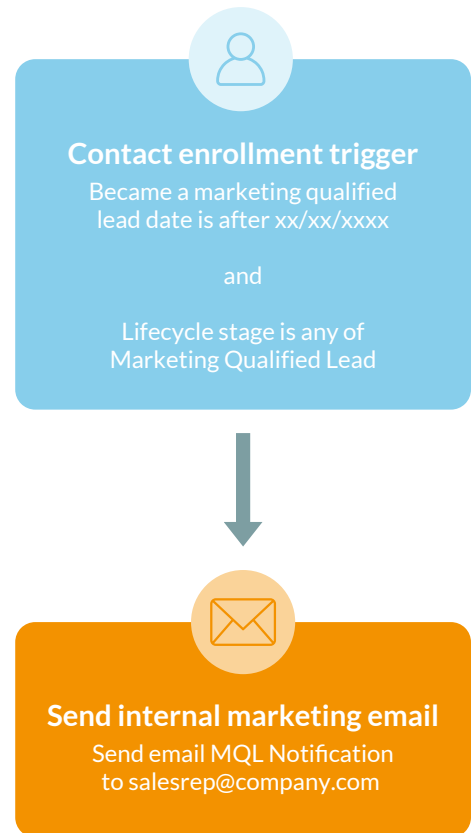 Contact enrollment trigger
Became a marketing qualified
lead date is after xx/xx/xxxx
and
Lifecycle stage is any of
Marketing Qualified Lead
Send internal marketing email
Send email MQL Notification
to salesrep@company.com